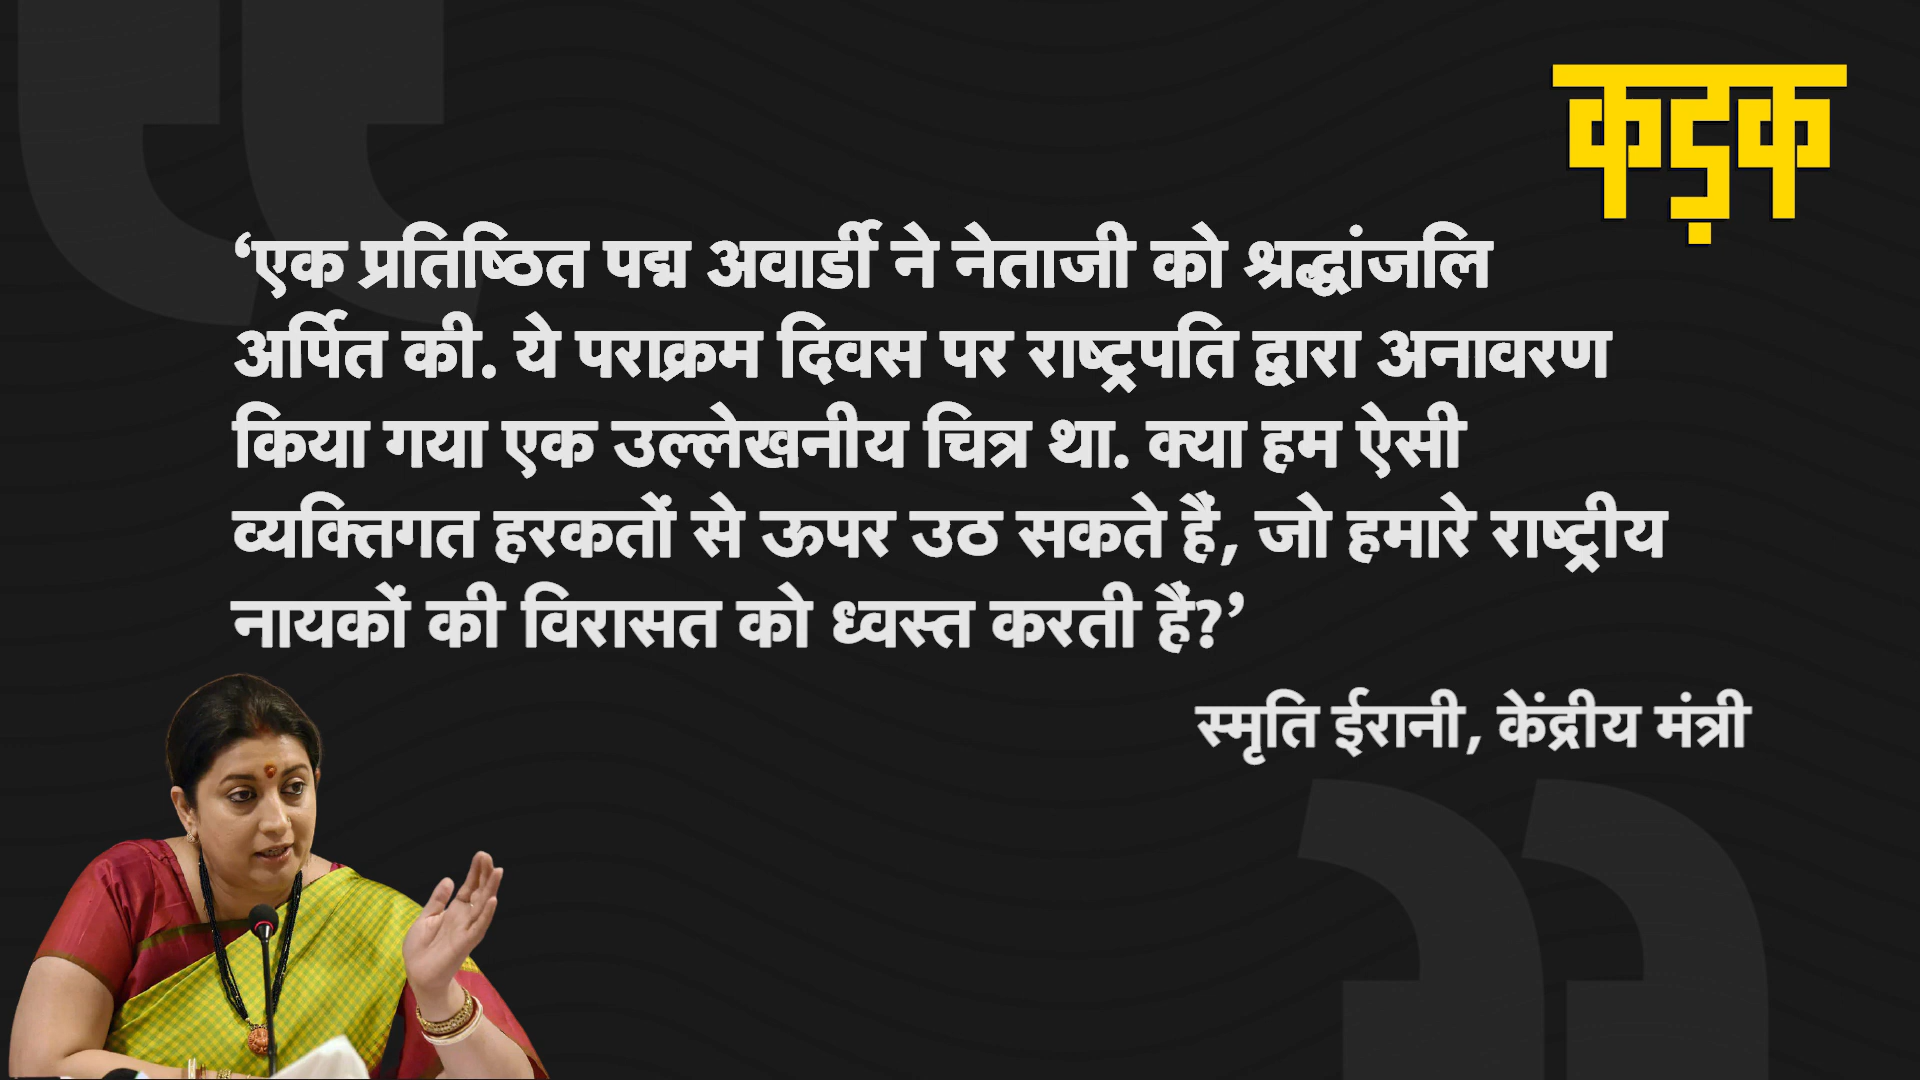 कड़क
‘एक प्रतिष्ठित पद्म अवार्डी ने नेताजी को श्रद्धांजलि
अर्पित की. ये पराक्रम दिवस पर राष्ट्रपति द्वारा अनावरण
किया गया एक उल्लेखनीय चित्र था. क्या हम ऐसी
व्यक्तिगत हरकतों से ऊपर उठ सकते हैं, जो हमारे राष्ट्रीय
नायकों की विरासत को ध्वस्त करती हैं?’
स्मृति ईरानी, केंद्रीय मंत्री